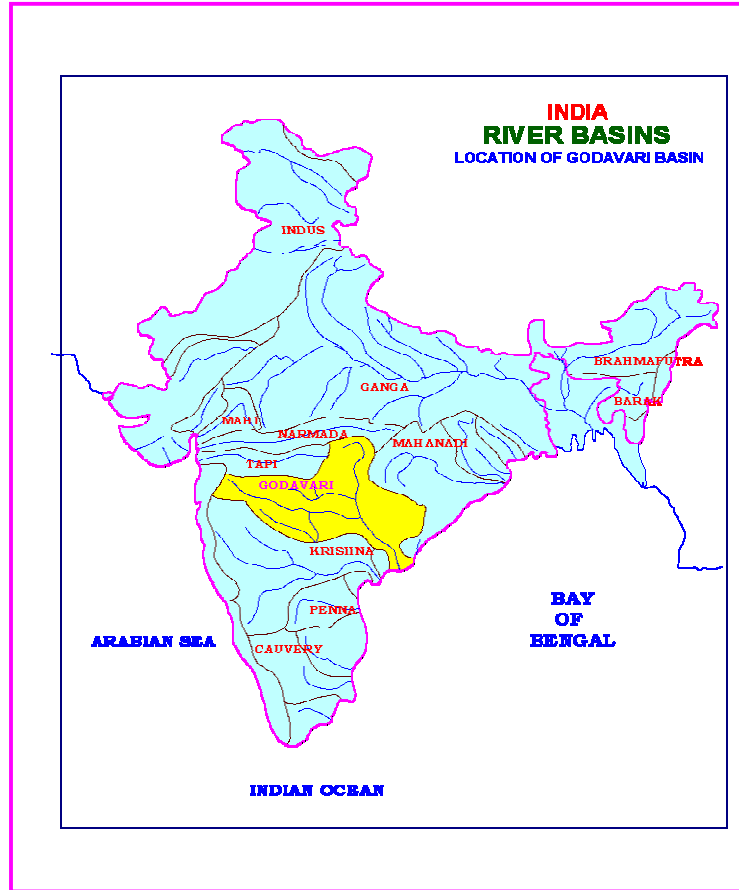 INDIA
RIVER BASINS
LOCATION OF GODAVARI BASIN
INDUS
BRAHMAPUTRA
GANGA
BARAK
MAHI
NARMADA
MAHANADI
TAPI
GODAVARI
KRISHNA
BAY
OF
BENGAL
PENNA
ARABIAN SEA
CAUVERY
INDIAN OCEAN